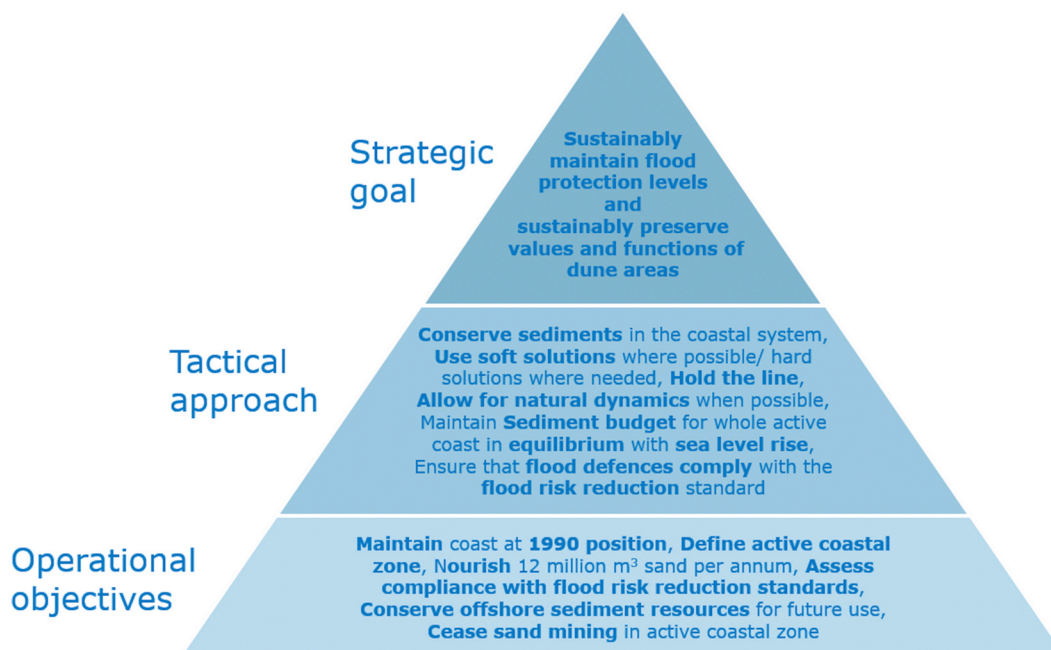 Strategic
goal
Sustainably
maintain flood
protection levels
and
sustainably preserve
values and functions of
dune areas
Tactical
approach
Conserve sediments in the coastal system,
Use soft solutions where possible/ hard
solutions where needed, Hold the line,
Allow for natural dynamics when possible,
Maintain Sediment budget for whole active
coast in equilibrium with sea level rise,
Ensure that flood defences comply with the
flood risk reduction standard
Operational
objectives
Maintain coast at 1990 position, Define active coastal
zone, Nourish 12 million m³ sand per annum, Assess
compliance with flood risk reduction standards,
Conserve offshore sediment resources for future use,
Cease sand mining in active coastal zone